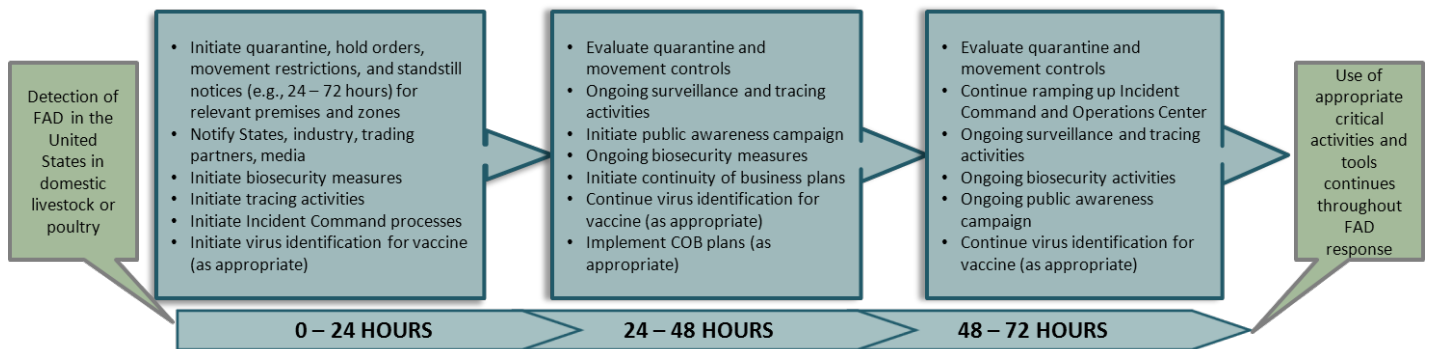 Detection of
FAD in the
United
States in
domestic
livestock or
poultry
• Initiate quarantine, hold orders,
movement restrictions, and standstill
notices (e.g., 24 – 72 hours) for
relevant premises and zones
• Notify States, industry, trading
partners, media
• Initiate biosecurity measures
• Initiate tracing activities
• Initiate Incident Command processes
• Initiate virus identification for vaccine
(as appropriate)
• Evaluate quarantine and
movement controls
• Ongoing surveillance and tracing
activities
• Initiate public awareness campaign
• Ongoing biosecurity measures
• Initiate continuity of business plans
• Continue virus identification for
vaccine (as appropriate)
• Implement COB plans (as
appropriate)
• Evaluate quarantine and
movement controls
• Continue ramping up Incident
Command and Operations Center
• Ongoing surveillance and tracing
activities
• Ongoing biosecurity activities
• Ongoing public awareness
campaign
• Continue virus identification for
vaccine (as appropriate)
Use of
appropriate
critical
activities and
tools
continues
throughout
FAD
response
0 – 24 HOURS
24 – 48 HOURS
48 – 72 HOURS